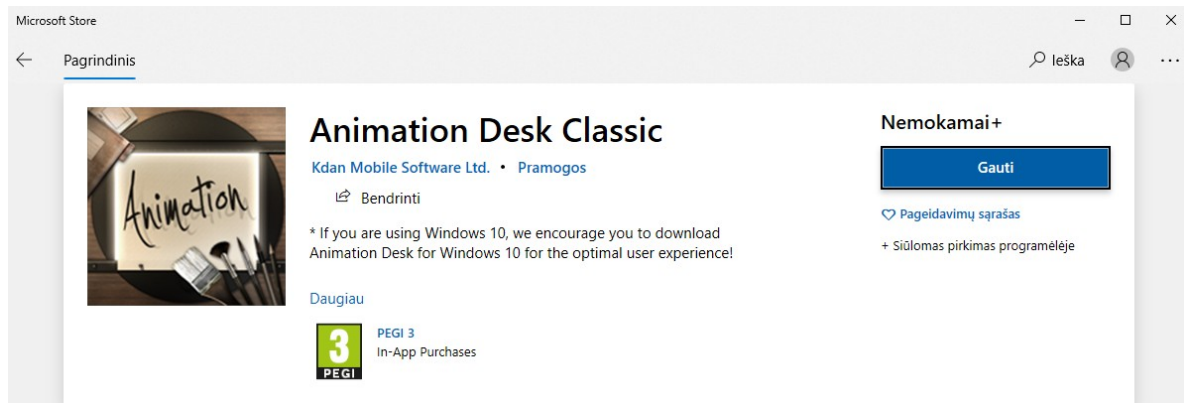 Microsoft Store
Pagrindinis
Ieška
Animation
Animation Desk Classic
Kdan Mobile Software Ltd. • Pramogos
Bendrinti
* If you are using Windows 10, we encourage you to download
Animation Desk for Windows 10 for the optimal user experience!
Daugiau
3
PEGI
PEGI 3
In-App Purchases
Nemokamai+
Gauti
Pageidavimų sąrašas
+ Siūlomas pirkimas programėlėje